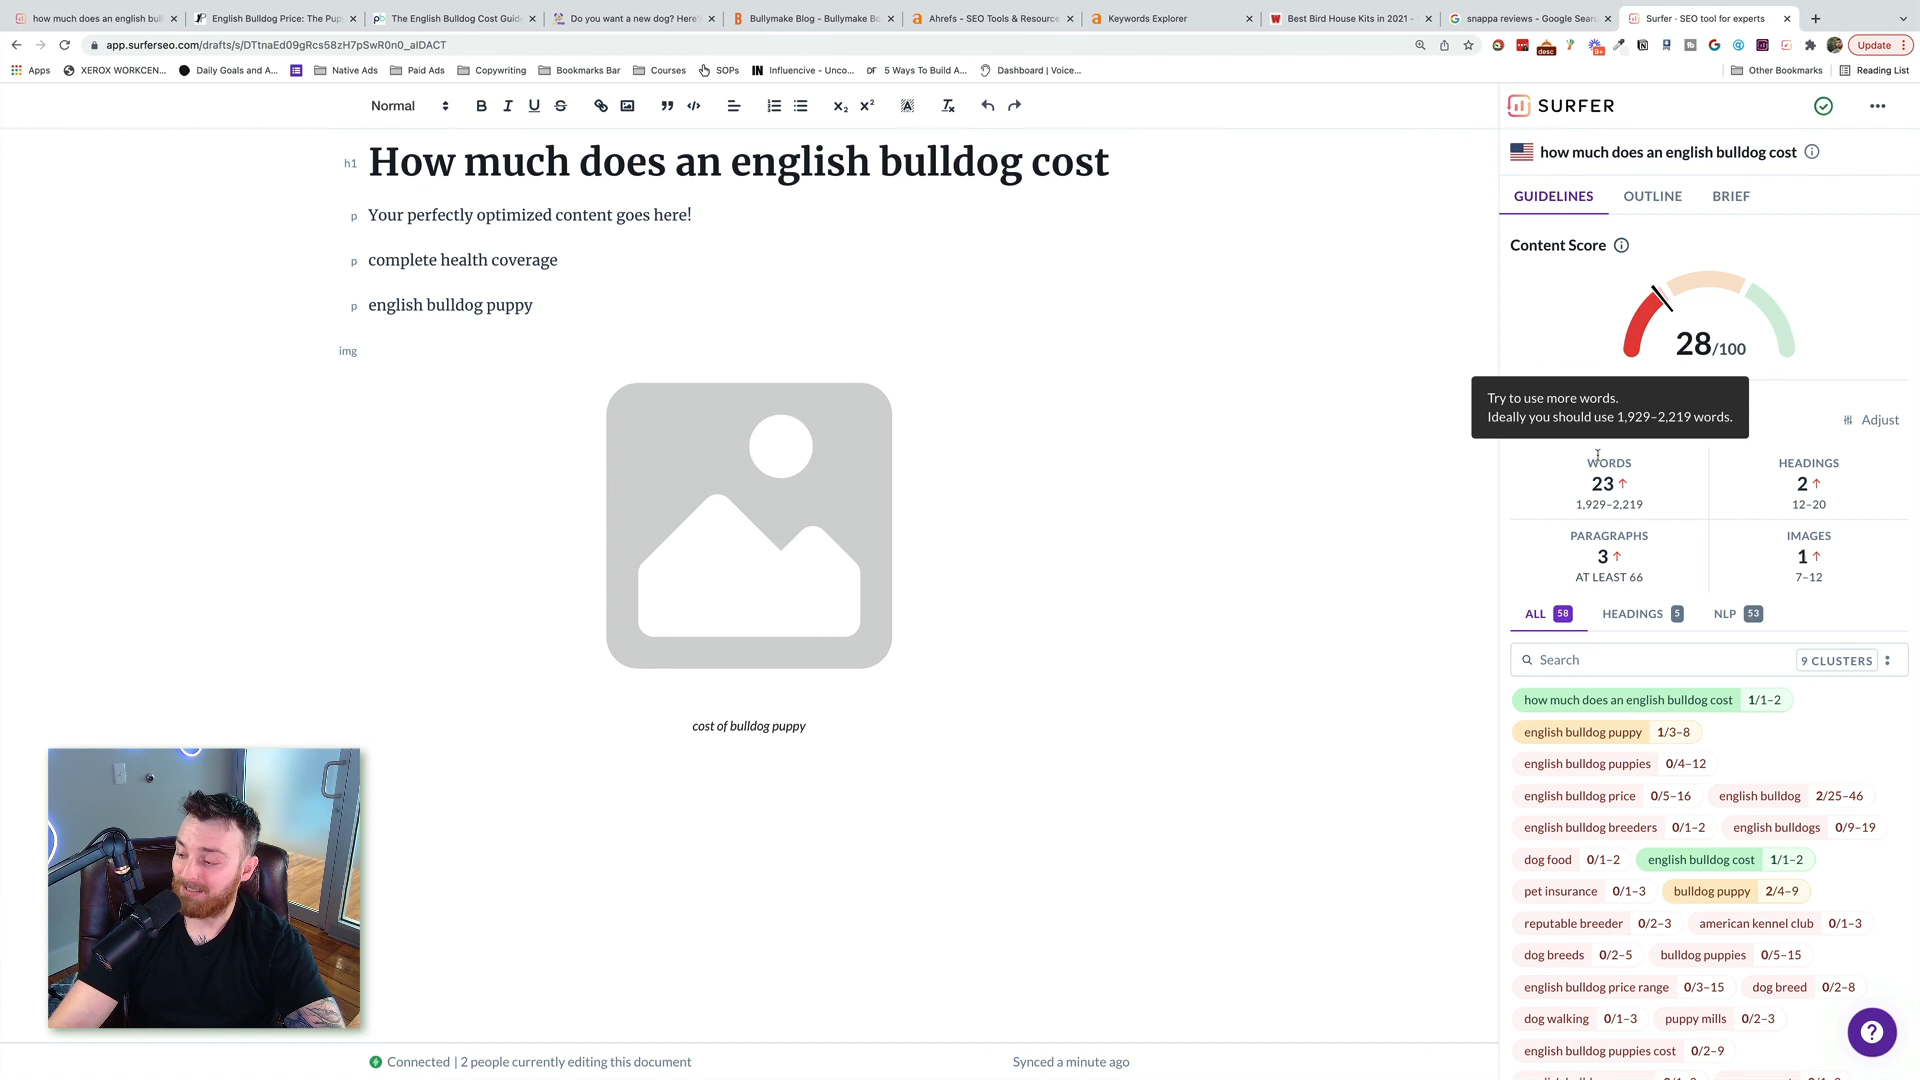 how much does an english bull
English Bulldog Price: The Pup
The English Bulldog Cost Guid
Do you want a new dog? Here
Bullymake Blog - Bullymake Bo
Ahrefs - SEO Tools & Resource
Keywords Explorer
Best Bird House Kits in 2021 -
snappa reviews - Google Sear
Surfer · SEO tool for experts
app.surferseo.com/drafts/s/DTtnaEd09gRcs58zH7pSwR0n0_aIDACT
Update
Apps
XEROX WORKCEN...
Daily Goals and A...
Native Ads
Paid Ads
Copywriting
Bookmarks Bar
Courses
SOPs
Influencive - Unco...
DF 5 Ways To Build A...
Dashboard | Voice...
Other Bookmarks
Reading List
Normal
SURFER
h1 How much does an english bulldog cost
p Your perfectly optimized content goes here!
p complete health coverage
p english bulldog puppy
img
cost of bulldog puppy
how much does an english bulldog cost
GUIDELINES OUTLINE BRIEF
Content Score
28/100
Try to use more words.
Ideally you should use 1,929–2,219 words.
Adjust
WORDS
23
1,929–2,219
HEADINGS
2
12–20
PARAGRAPHS
3
AT LEAST 66
IMAGES
1
7–12
ALL 58 HEADINGS 5 NLP 53
Search 9 CLUSTERS
how much does an english bulldog cost 1/1–2
english bulldog puppy 1/3–8
english bulldog puppies 0/4–12
english bulldog price 0/5–16 english bulldog 2/25–46
english bulldog breeders 0/1–2 english bulldogs 0/9–19
dog food 0/1–2 english bulldog cost 1/1–2
pet insurance 0/1–3 bulldog puppy 2/4–9
reputable breeder 0/2–3 american kennel club 0/1–3
dog breeds 0/2–5 bulldog puppies 0/5–15
english bulldog price range 0/3–15 dog breed 0/2–8
dog walking 0/1–3 puppy mills 0/2–3
english bulldog puppies cost 0/2–9
Connected | 2 people currently editing this document
Synced a minute ago